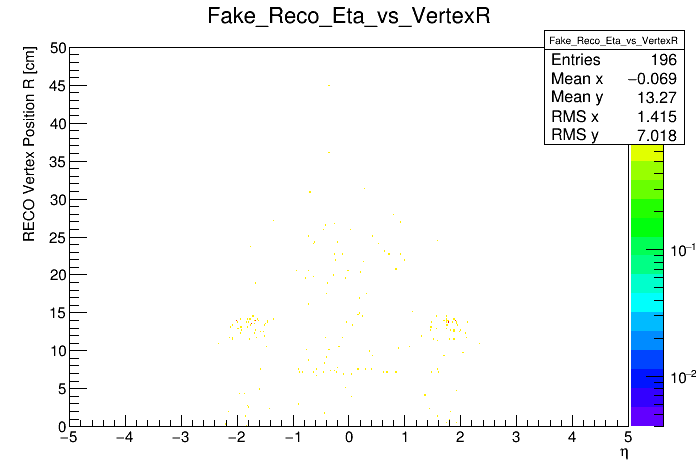 Fake_Reco_Eta_vs_VertexR
Fake_Reco_Eta_vs_VertexR
Entries 196
Mean x −0.069
Mean y 13.27
RMS x 1.415
RMS y 7.018
RECO Vertex Position R [cm]
50
45
40
35
30
25
20
15
10
5
0
10⁻¹
10⁻²
−5 −4 −3 −2 −1 0 1 2 3 4 5
η